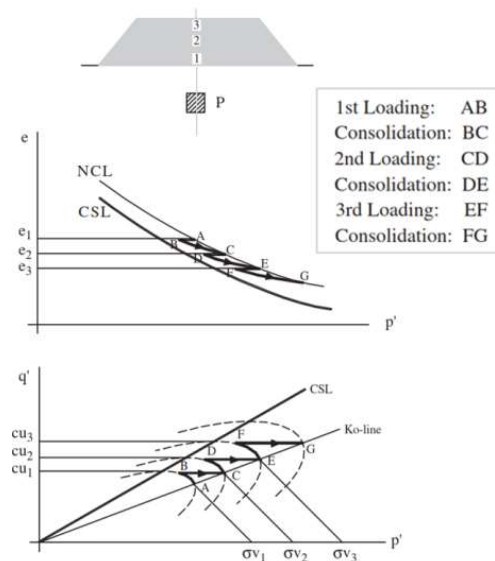 3
2
1
P
1st Loading: AB
Consolidation: BC
2nd Loading: CD
Consolidation: DE
3rd Loading: EF
Consolidation: FG
e
NCL
CSL
e1
e2
e3
A
B
C
D
E
F
G
p'
q'
CSL
Ko-line
cu3
cu2
cu1
F
D
B
G
E
C
A
σv1
σv2
σv3
p'